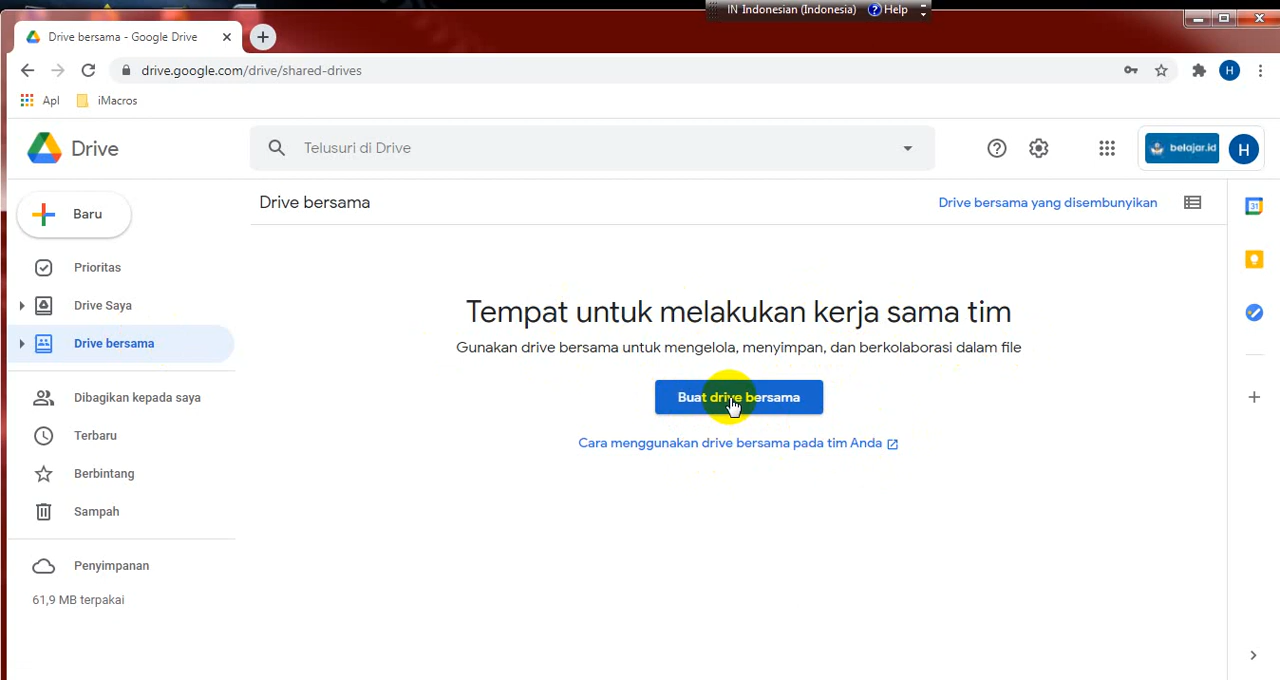 IN Indonesian (Indonesia) ? Help
Drive bersama - Google Drive
drive.google.com/drive/shared-drives
H
Apl iMacros
Drive
Telusuri di Drive
belajar.id H
Baru
Drive bersama
Drive bersama yang disembunyikan
31
Prioritas
Drive Saya
Drive bersama
Dibagikan kepada saya
Terbaru
Berbintang
Sampah
Penyimpanan
61,9 MB terpakai
Tempat untuk melakukan kerja sama tim
Gunakan drive bersama untuk mengelola, menyimpan, dan berkolaborasi dalam file
Buat drive bersama
Cara menggunakan drive bersama pada tim Anda